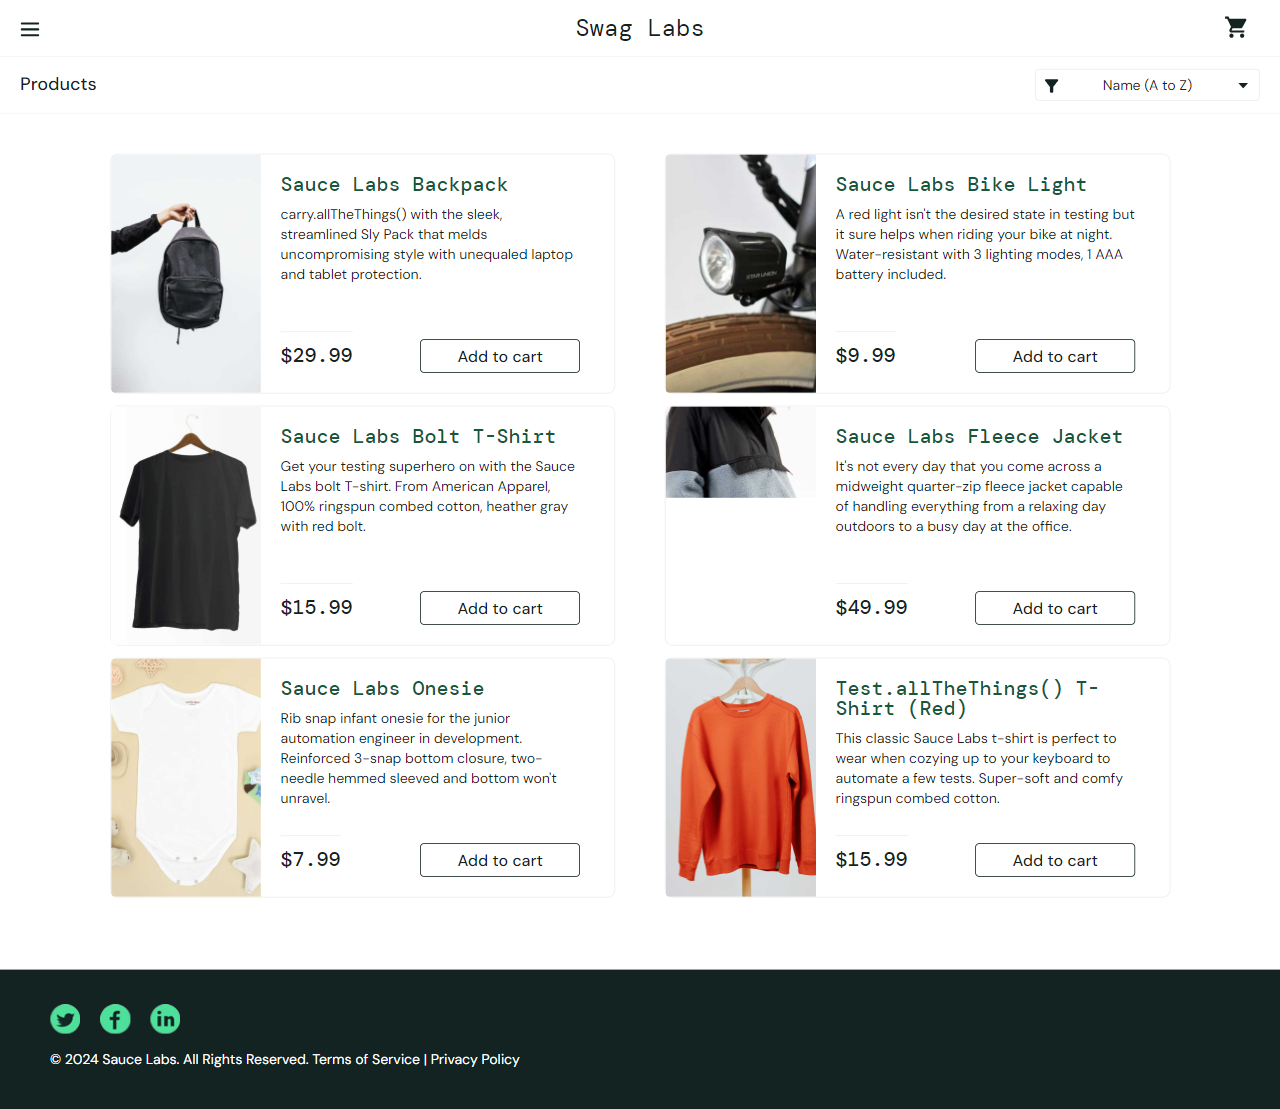 Swag Labs
Products
Name (A to Z)
Sauce Labs Backpack
carry.allTheThings() with the sleek,
streamlined Sly Pack that melds
uncompromising style with unequaled laptop
and tablet protection.
$29.99
Add to cart
Sauce Labs Bike Light
A red light isn't the desired state in testing but
it sure helps when riding your bike at night.
Water-resistant with 3 lighting modes, 1 AAA
battery included.
$9.99
Add to cart
Sauce Labs Bolt T-Shirt
Get your testing superhero on with the Sauce
Labs bolt T-shirt. From American Apparel,
100% ringspun combed cotton, heather gray
with red bolt.
$15.99
Add to cart
Sauce Labs Fleece Jacket
It's not every day that you come across a
midweight quarter-zip fleece jacket capable
of handling everything from a relaxing day
outdoors to a busy day at the office.
$49.99
Add to cart
Sauce Labs Onesie
Rib snap infant onesie for the junior
automation engineer in development.
Reinforced 3-snap bottom closure, two-
needle hemmed sleeved and bottom won't
unravel.
$7.99
Add to cart
Test.allTheThings() T-
Shirt (Red)
This classic Sauce Labs t-shirt is perfect to
wear when cozying up to your keyboard to
automate a few tests. Super-soft and comfy
ringspun combed cotton.
$15.99
Add to cart
© 2024 Sauce Labs. All Rights Reserved. Terms of Service | Privacy Policy